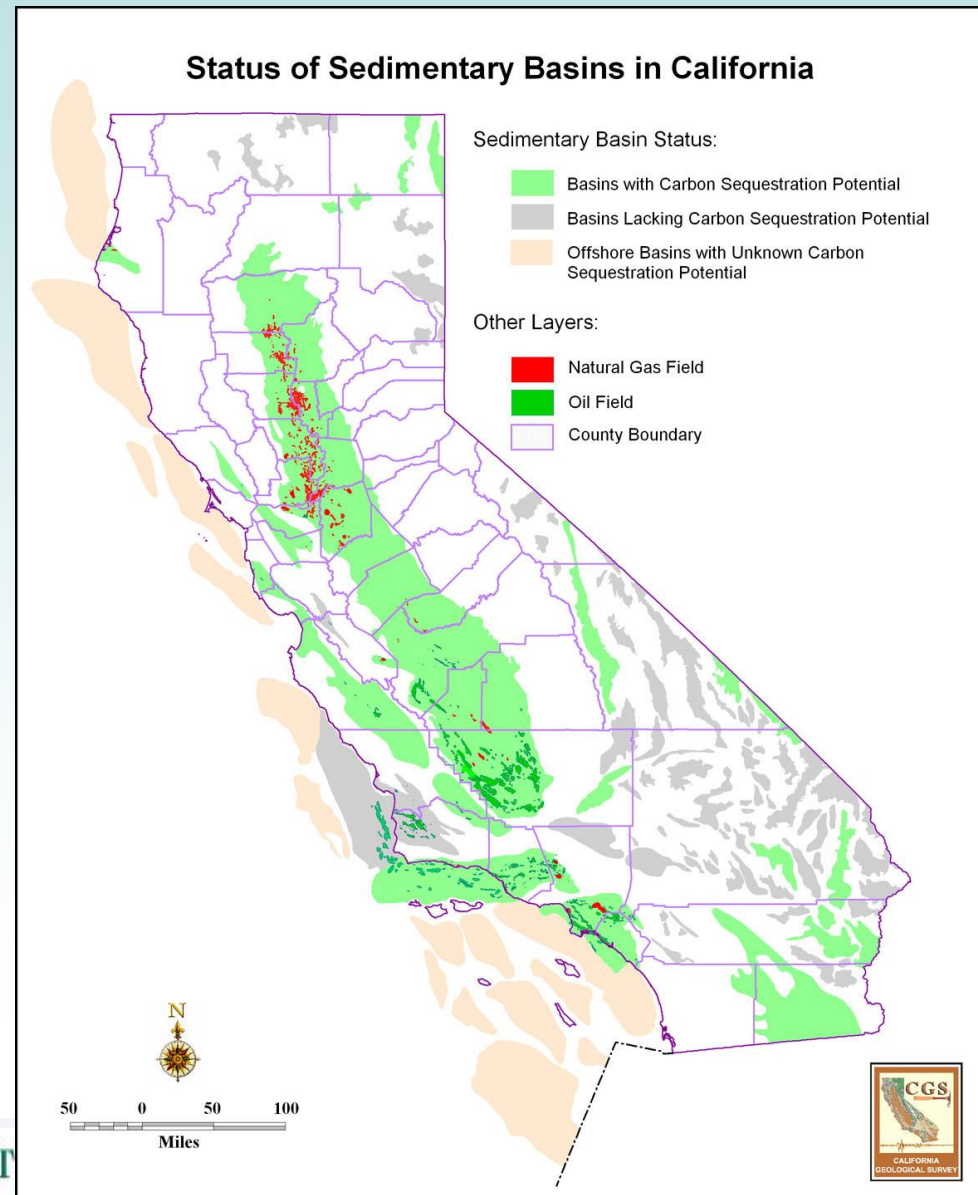 Status of Sedimentary Basins in California
Sedimentary Basin Status:
Basins with Carbon Sequestration Potential
Basins Lacking Carbon Sequestration Potential
Offshore Basins with Unknown Carbon
Sequestration Potential
Other Layers:
Natural Gas Field
Oil Field
County Boundary
N
50 0 50 100
Miles
CGS
CALIFORNIA
GEOLOGICAL SURVEY